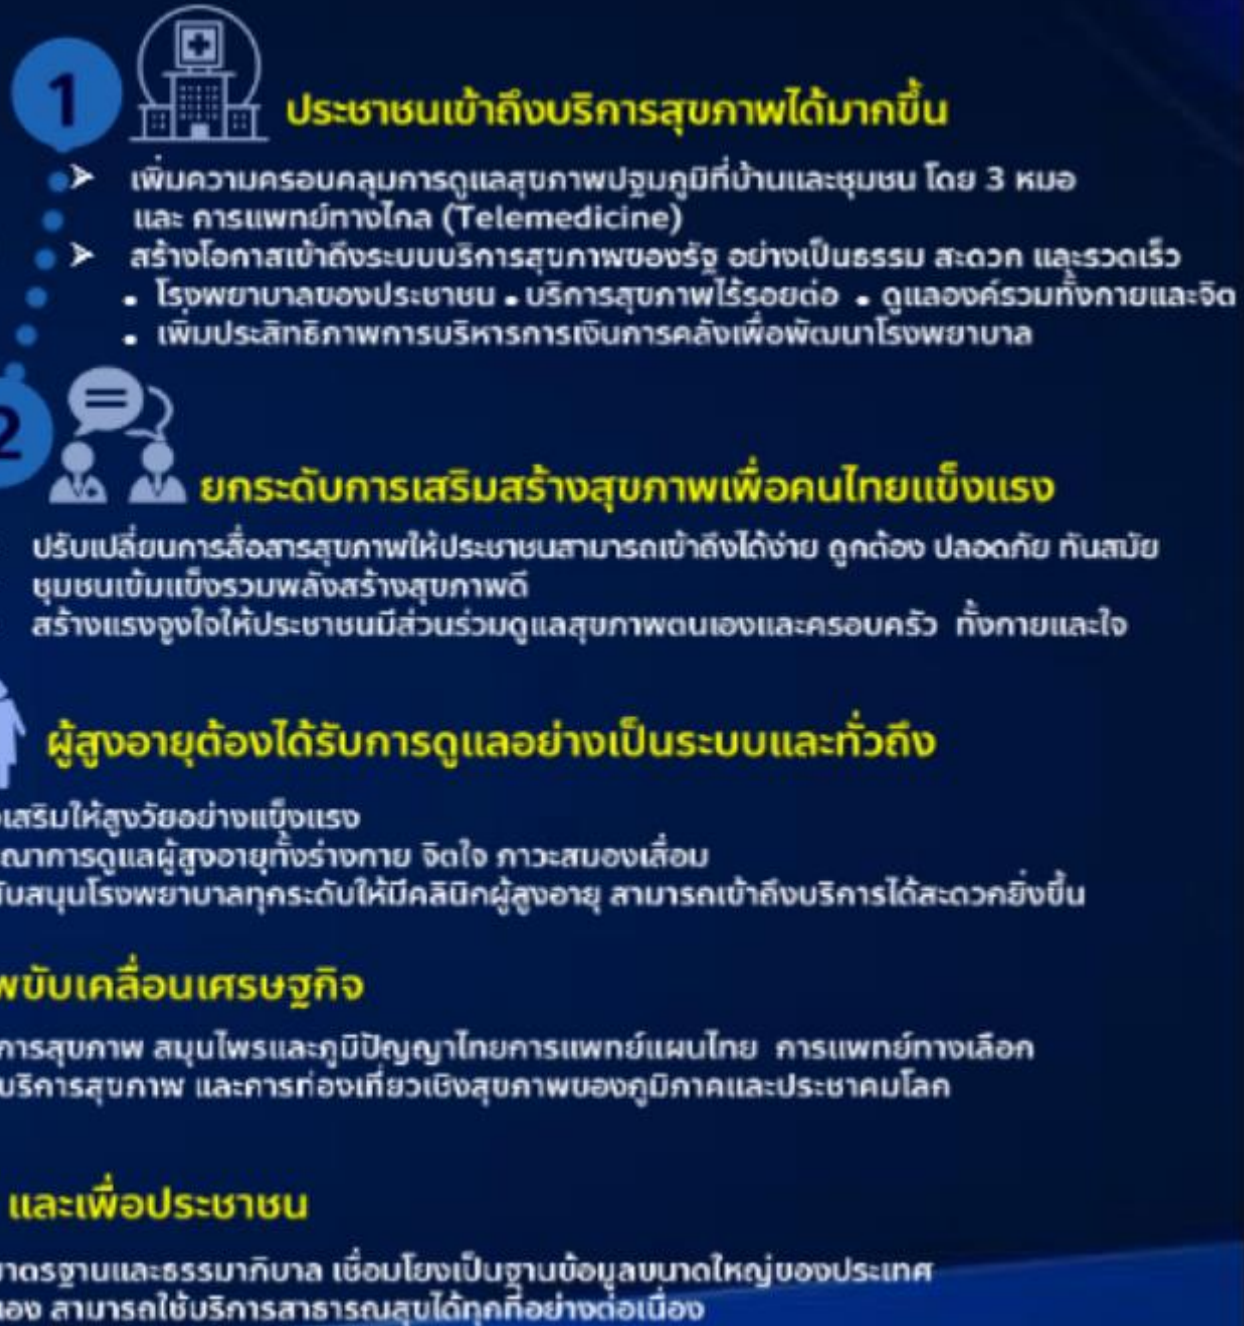 1
ประชาชนเข้าถึงบริการสุขภาพได้มากขึ้น
➤ เพิ่มความครอบคลุมการดูแลสุขภาพปฐมภูมิที่บ้านและชุมชน โดย 3 หมอ
และ การแพทย์ทางไกล (Telemedicine)
➤ สร้างโอกาสเข้าถึงระบบบริการสุขภาพของรัฐ อย่างเป็นธรรม สะดวก และรวดเร็ว
• โรงพยาบาลของประชาชน • บริการสุขภาพไร้รอยต่อ • ดูแลองค์รวมทั้งกายและจิต
• เพิ่มประสิทธิภาพการบริหารการเงินการคลังเพื่อพัฒนาโรงพยาบาล
2
ยกระดับการเสริมสร้างสุขภาพเพื่อคนไทยแข็งแรง
ปรับเปลี่ยนการสื่อสารสุขภาพให้ประชาชนสามารถเข้าถึงได้ง่าย ถูกต้อง ปลอดภัย ทันสมัย
ชุมชนเข้มแข็งรวมพลังสร้างสุขภาพดี
สร้างแรงจูงใจให้ประชาชนมีส่วนร่วมดูแลสุขภาพตนเองและครอบครัว ทั้งกายและใจ
ผู้สูงอายุต้องได้รับการดูแลอย่างเป็นระบบและทั่วถึง
เสริมให้สูงวัยอย่างแข็งแรง
ณาการดูแลผู้สูงอายุทั้งร่างกาย จิตใจ ภาวะสมองเสื่อม
ับสนุนโรงพยาบาลทุกระดับให้มีคลินิกผู้สูงอายุ สามารถเข้าถึงบริการได้สะดวกยิ่งขึ้น
พขับเคลื่อนเศรษฐกิจ
การสุขภาพ สมุนไพรและภูมิปัญญาไทยการแพทย์แผนไทย การแพทย์ทางเลือก
บริการสุขภาพ และการท่องเที่ยวเชิงสุขภาพของภูมิภาคและประชาคมโลก
และเพื่อประชาชน
าตรฐานและธรรมาภิบาล เชื่อมโยงเป็นฐานข้อมูลขนาดใหญ่ของประเทศ
อง สามารถใช้บริการสาธารณสุขได้ทุกที่อย่างต่อเนื่อง